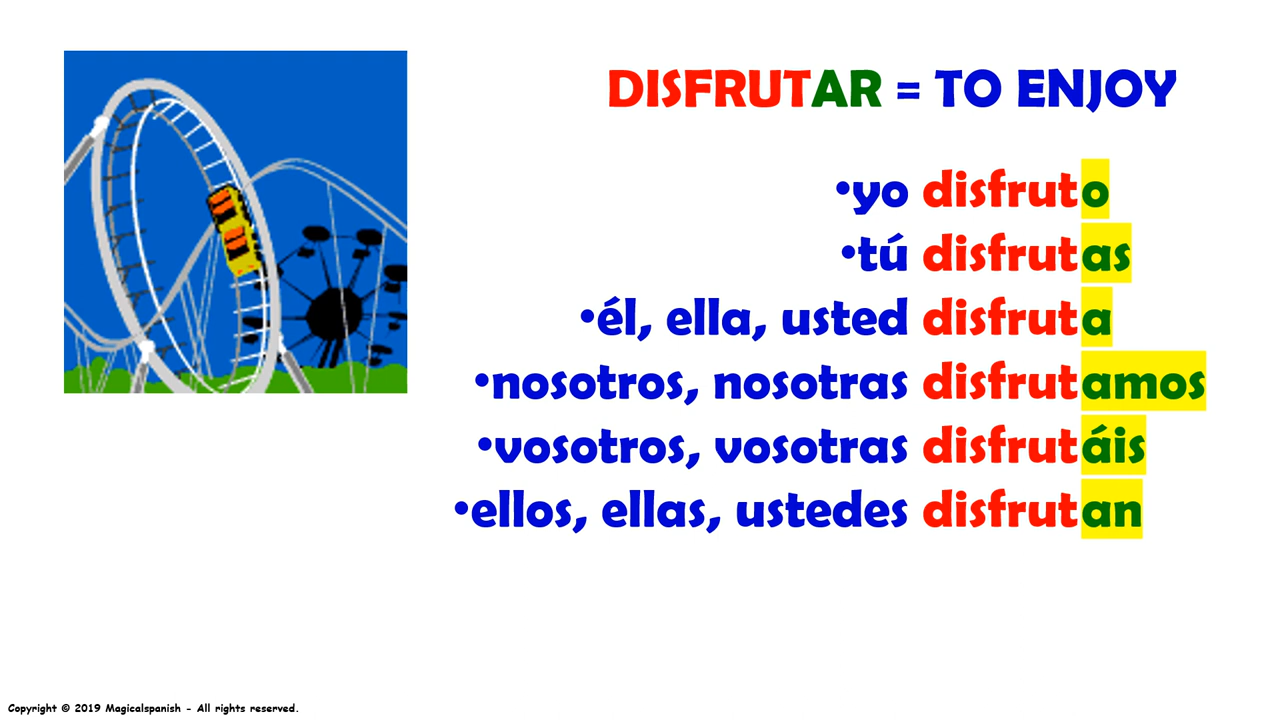 DISFRUTAR = TO ENJOY
•yo disfruto
•tú disfrutas
•él, ella, usted disfruta
•nosotros, nosotras disfrutamos
•vosotros, vosotras disfrutáis
•ellos, ellas, ustedes disfrutan
Copyright © 2019 Magicalspanish - All rights reserved.